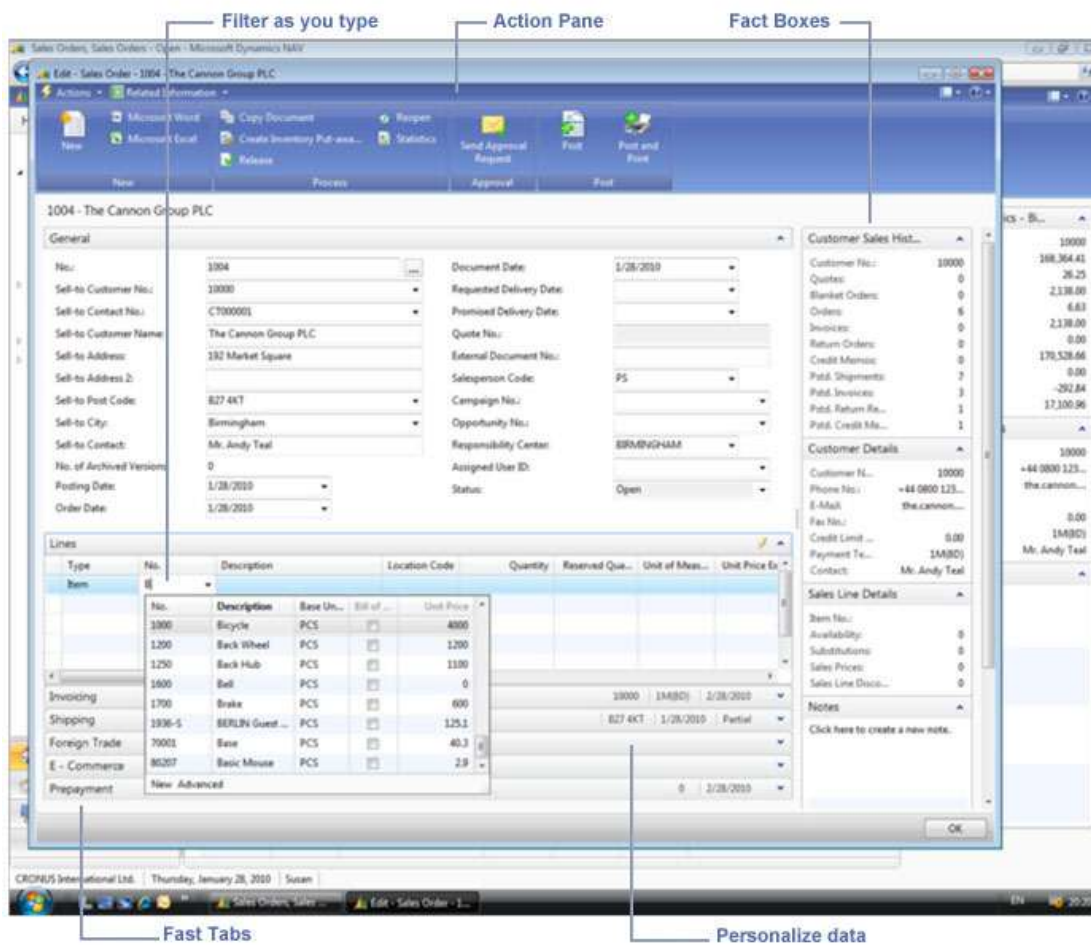 Filter as you type
Action Pane
Fact Boxes
Sales Orders, Sales Orders - Open - Microsoft Dynamics NAV
Edit - Sales Order - 1004 - The Cannon Group PLC
Actions
Related Information
New
Microsoft Word
Microsoft Excel
Copy Document
Create Inventory Put-awa...
Release
Reopen
Statistics
Send Approval Request
Post
Post and Print
New
Process
Approval
Post
1004 - The Cannon Group PLC
General
No.: 1004 ...
Sell-to Customer No.: 10000
Sell-to Contact No.: CT000001
Sell-to Customer Name: The Cannon Group PLC
Sell-to Address: 192 Market Square
Sell-to Address 2:
Sell-to Post Code: B27 4KT
Sell-to City: Birmingham
Sell-to Contact: Mr. Andy Teal
No. of Archived Version 0
Posting Date: 1/28/2010
Order Date: 1/28/2010
Document Date: 1/28/2010
Requested Delivery Date:
Promised Delivery Date:
Quote No.:
External Document No.:
Salesperson Code: PS
Campaign No.:
Opportunity No.:
Responsibility Center: BIRMINGHAM
Assigned User ID:
Status: Open
Lines
Type No. Description Location Code Quantity Reserved Qua... Unit of Meas... Unit Price Ex
Item B
No. Description Base Un... Bill of ... Unit Price
1000 Bicycle PCS 4000
1200 Back Wheel PCS 1200
1250 Back Hub PCS 1100
1600 Bell PCS 0
1700 Brake PCS 600
1936-S BERLIN Guest ... PCS 125.1
70001 Base PCS 40.3
80207 Basic Mouse PCS 2.9
New Advanced
Invoicing 10000 1M(8D) 2/28/2010
Shipping B27 4KT 1/28/2010 Partial
Foreign Trade
E - Commerce
Prepayment 0 2/28/2010
Customer Sales Hist...
Customer No.: 10000
Quotes: 0
Blanket Orders: 0
Orders: 6
Invoices: 0
Return Orders: 0
Credit Memos: 0
Pstd. Shipments: 7
Pstd. Invoices: 3
Pstd. Return Re... 1
Pstd. Credit Me... 1
Customer Details
Customer N... 10000
Phone No.: +44 0800 123...
E-Mail: the.cannon....
Fax No.:
Credit Limit ... 0.00
Payment Te... 1M(8D)
Contact: Mr. Andy Teal
Sales Line Details
Item No.:
Availability: 0
Substitutions: 0
Sales Prices: 0
Sales Line Disco... 0
Notes
Click here to create a new note.
OK
ics - Bi...
10000
168,364.41
26.25
2,138.00
6.63
2,138.00
0.00
170,528.66
0.00
-292.84
17,100.96
10000
+44 0800 123...
the.cannon....
0.00
1M(8D)
Mr. Andy Teal
CRONUS International Ltd. Thursday, January 28, 2010 Susan
Sales Orders, Sales ...
Edit - Sales Order - 1...
EN
Fast Tabs
Personalize data